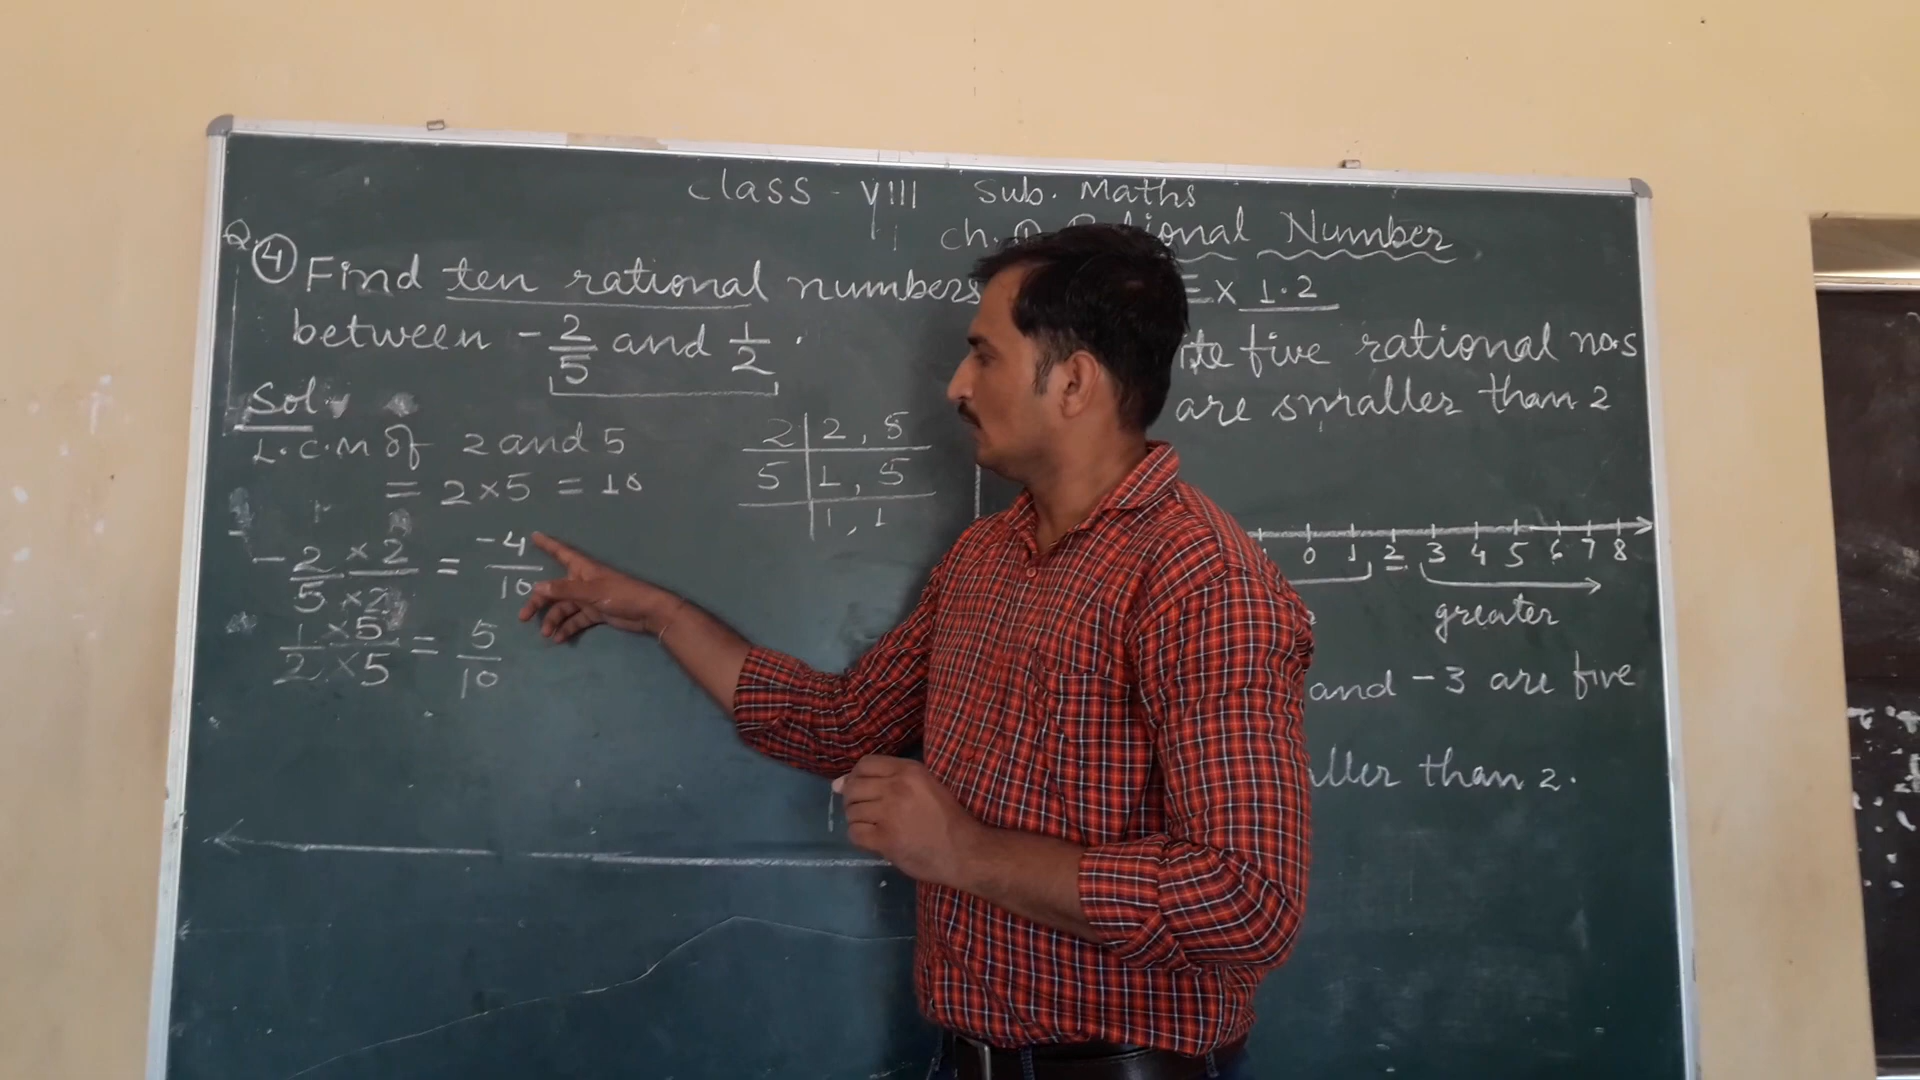 Class - VIII Sub. Maths
Ch. ① Number
Ex 1.2
Q. ④ Find ten rational numbers
between -2/5 and 1/2 .
Sol.
L.C.M of 2 and 5
= 2×5 = 10
2 | 2, 5
5 | 1, 5
1, 1
-2/5 ×2/×2 = -4/10
1/2 ×5/×5 = 5/10
five rational nos
are smaller than 2
0 1 2 3 4 5 6 7 8
greater
and -3 are five
than 2.